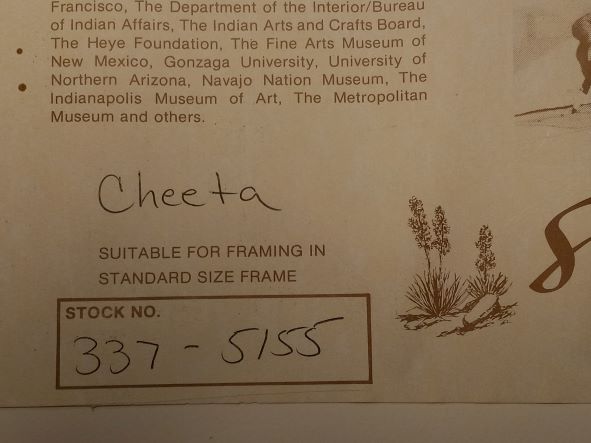 Francisco, The Department of the Interior/Bureau
of Indian Affairs, The Indian Arts and Crafts Board,
The Heye Foundation, The Fine Arts Museum of
New Mexico, Gonzaga University, University of
Northern Arizona, Navajo Nation Museum, The
Indianapolis Museum of Art, The Metropolitan
Museum and others.
Cheeta
SUITABLE FOR FRAMING IN
STANDARD SIZE FRAME
STOCK NO.
337-5155